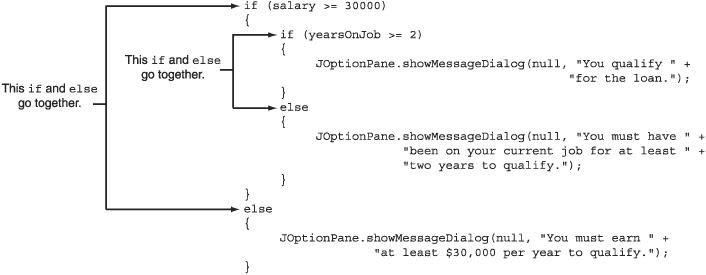 if (salary >= 30000)
{
if (yearsOnJob >= 2)
{
This if and else
go together.
JOptionPane.showMessageDialog(null, "You qualify " +
"for the loan.");
}
This if and else
go together.
else
{
JOptionPane.showMessageDialog(null, "You must have " +
"been on your current job for at least " +
"two years to qualify.");
}
}
else
{
JOptionPane.showMessageDialog(null, "You must earn " +
"at least $30,000 per year to qualify.");
}